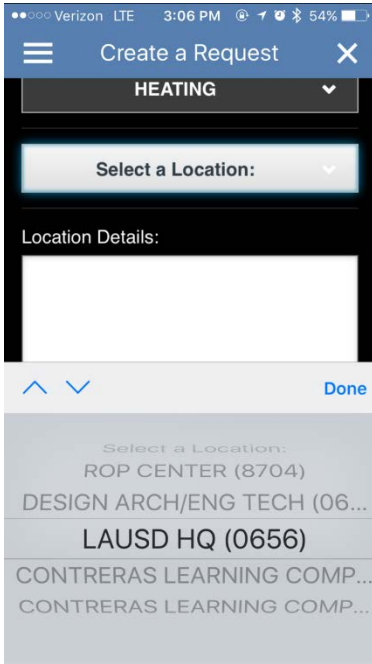 Verizon LTE 3:06 PM 54%
Create a Request
HEATING
Select a Location:
Location Details:
Done
Select a Location:
ROP CENTER (8704)
DESIGN ARCH/ENG TECH (06...
LAUSD HQ (0656)
CONTRERAS LEARNING COMP...
CONTRERAS LEARNING COMP...